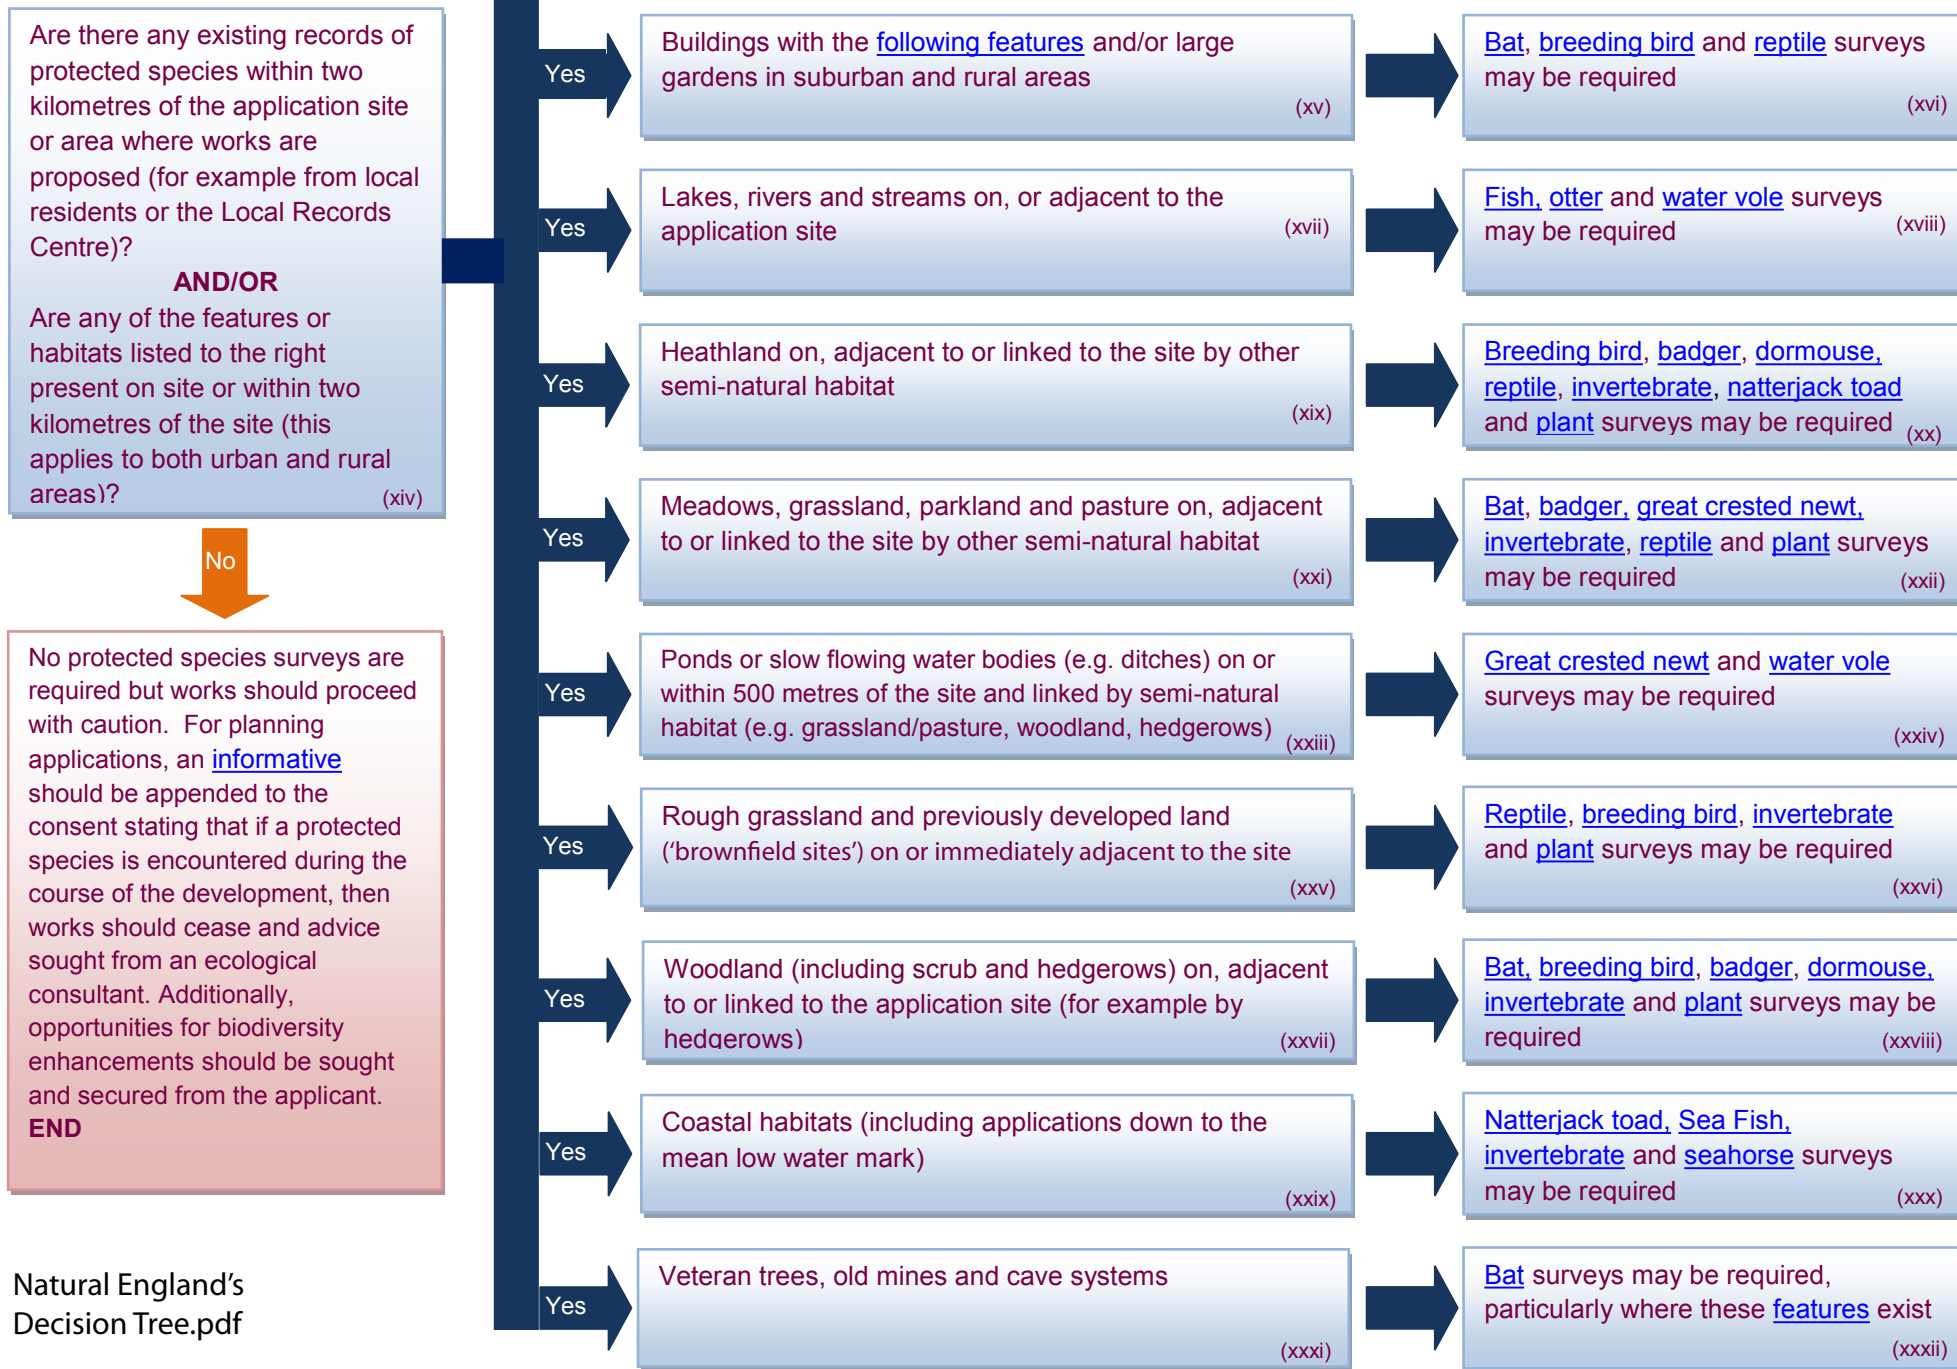 Are there any existing records of
protected species within two
kilometres of the application site
or area where works are
proposed (for example from local
residents or the Local Records
Centre)?
AND/OR
Are any of the features or
habitats listed to the right
present on site or within two
kilometres of the site (this
applies to both urban and rural
areas)?
(xiv)
No
No protected species surveys are
required but works should proceed
with caution.  For planning
applications, an informative
should be appended to the
consent stating that if a protected
species is encountered during the
course of the development, then
works should cease and advice
sought from an ecological
consultant. Additionally,
opportunities for biodiversity
enhancements should be sought
and secured from the applicant.
END
Natural England’s
Decision Tree.pdf
Yes
Buildings with the following features and/or large
gardens in suburban and rural areas
(xv)
Bat, breeding bird and reptile surveys
may be required
(xvi)
Yes
Lakes, rivers and streams on, or adjacent to the
application site
(xvii)
Fish, otter and water vole surveys
may be required
(xviii)
Yes
Heathland on, adjacent to or linked to the site by other
semi-natural habitat
(xix)
Breeding bird, badger, dormouse,
reptile, invertebrate, natterjack toad
and plant surveys may be required
(xx)
Yes
Meadows, grassland, parkland and pasture on, adjacent
to or linked to the site by other semi-natural habitat
(xxi)
Bat, badger, great crested newt,
invertebrate, reptile and plant surveys
may be required
(xxii)
Yes
Ponds or slow flowing water bodies (e.g. ditches) on or
within 500 metres of the site and linked by semi-natural
habitat (e.g. grassland/pasture, woodland, hedgerows)
(xxiii)
Great crested newt and water vole
surveys may be required
(xxiv)
Yes
Rough grassland and previously developed land
(‘brownfield sites’) on or immediately adjacent to the site
(xxv)
Reptile, breeding bird, invertebrate
and plant surveys may be required
(xxvi)
Yes
Woodland (including scrub and hedgerows) on, adjacent
to or linked to the application site (for example by
hedgerows)
(xxvii)
Bat, breeding bird, badger, dormouse,
invertebrate and plant surveys may be
required
(xxviii)
Yes
Coastal habitats (including applications down to the
mean low water mark)
(xxix)
Natterjack toad, Sea Fish,
invertebrate and seahorse surveys
may be required
(xxx)
Yes
Veteran trees, old mines and cave systems
(xxxi)
Bat surveys may be required,
particularly where these features exist
(xxxii)